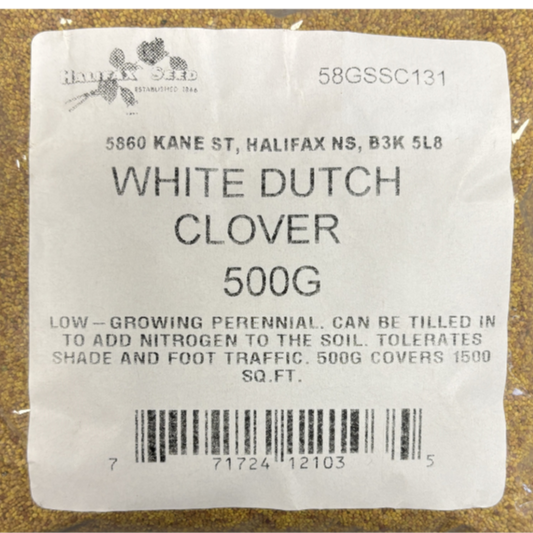 HALIFAX SEED
ESTABLISHED 1866
58GSSC131
5860 KANE ST, HALIFAX NS, B3K 5L8
WHITE DUTCH
CLOVER
500G
LOW-GROWING PERENNIAL. CAN BE TILLED IN
TO ADD NITROGEN TO THE SOIL. TOLERATES
SHADE AND FOOT TRAFFIC. 500G COVERS 1500
SQ.FT.
7 71724 12103 5